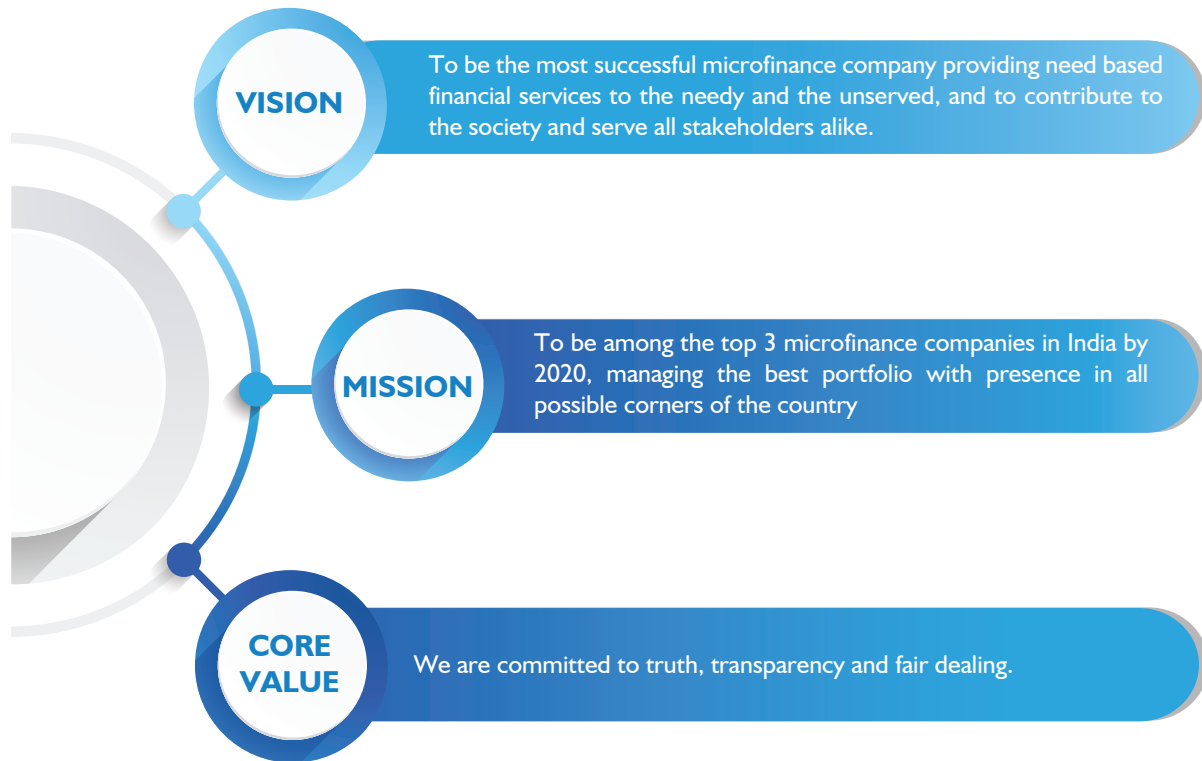 VISION
To be the most successful microfinance company providing need based
financial services to the needy and the unserved, and to contribute to
the society and serve all stakeholders alike.
MISSION
To be among the top 3 microfinance companies in India by
2020, managing the best portfolio with presence in all
possible corners of the country
CORE
VALUE
We are committed to truth, transparency and fair dealing.